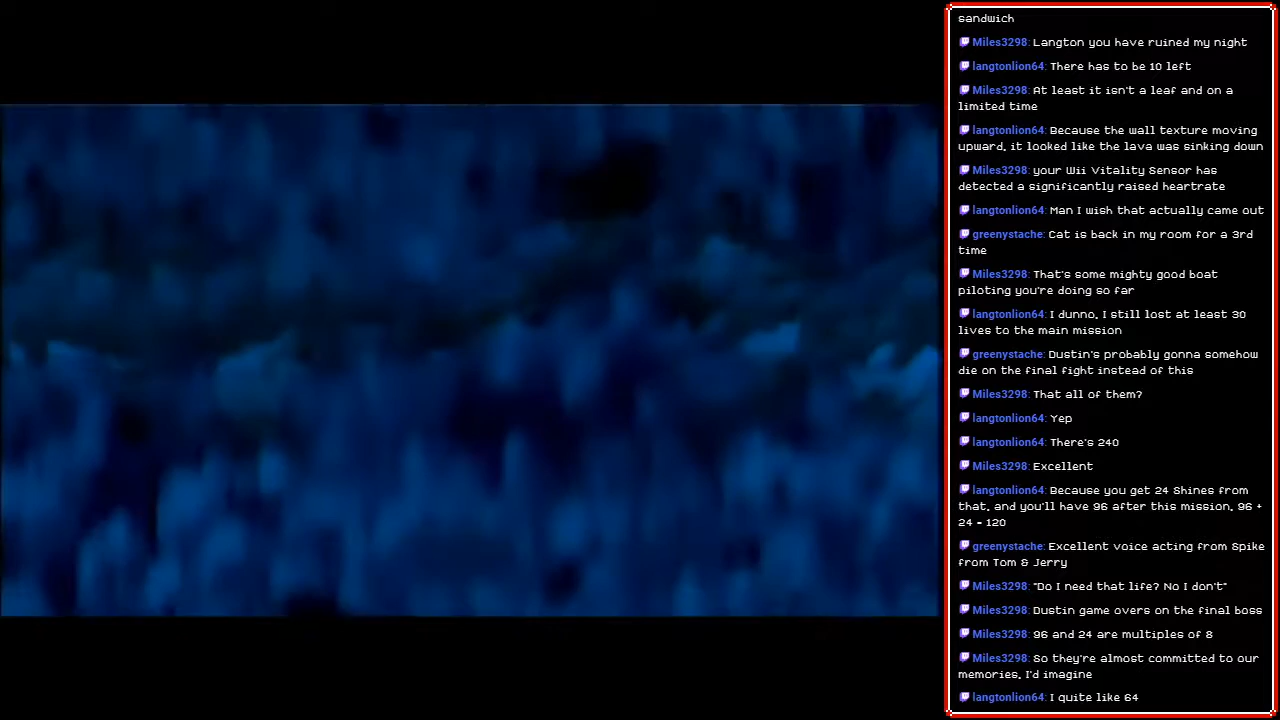 sandwich
Miles3298: Langton you have ruined my night
langtonlion64: There has to be 10 left
Miles3298: At least it isn't a leaf and on a
limited time
langtonlion64: Because the wall texture moving
upward, it looked like the lava was sinking down
Miles3298: your Wii Vitality Sensor has
detected a significantly raised heartrate
langtonlion64: Man I wish that actually came out
greenystache: Cat is back in my room for a 3rd
time
Miles3298: That's some mighty good boat
piloting you're doing so far
langtonlion64: I dunno, I still lost at least 30
lives to the main mission
greenystache: Dustin's probably gonna somehow
die on the final fight instead of this
Miles3298: That all of them?
langtonlion64: Yep
langtonlion64: There's 240
Miles3298: Excellent
langtonlion64: Because you get 24 Shines from
that, and you'll have 96 after this mission. 96 +
24 = 120
greenystache: Excellent voice acting from Spike
from Tom & Jerry
Miles3298: "Do I need that life? No I don't"
Miles3298: Dustin game overs on the final boss
Miles3298: 96 and 24 are multiples of 8
Miles3298: So they're almost committed to our
memories, I'd imagine
langtonlion64: I quite like 64